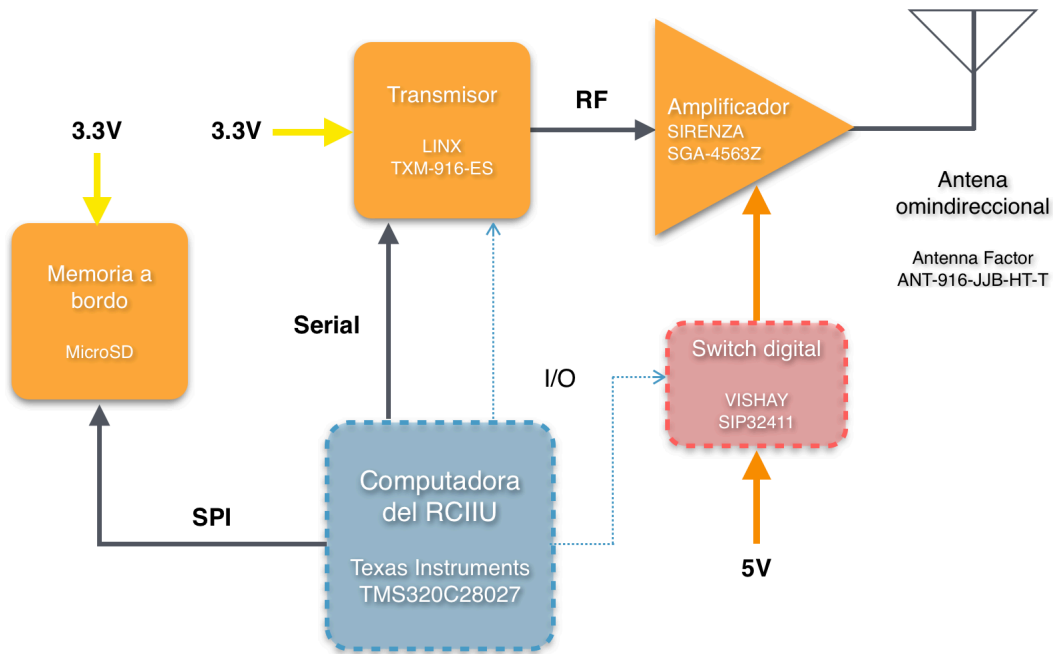 Transmisor
LINX
TXM-916-ES
RF
Amplificador
SIRENZA
SGA-4563Z
3.3V
3.3V
Antena
omindireccional
Antenna Factor
ANT-916-JJB-HT-T
Memoria a
bordo
MicroSD
Serial
I/O
Switch digital
VISHAY
SIP32411
Computadora
del RCIIU
Texas Instruments
TMS320C28027
SPI
5V